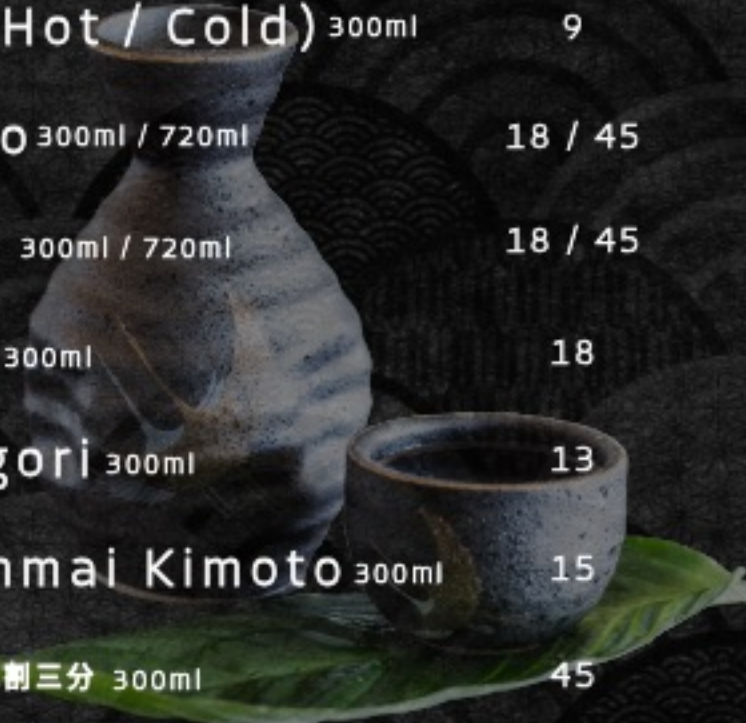 Hot / Cold) 300ml 9
o 300ml / 720ml 18 / 45
300ml / 720ml 18 / 45
300ml 18
gori 300ml 13
nmai Kimoto 300ml 15
割三分 300ml 45